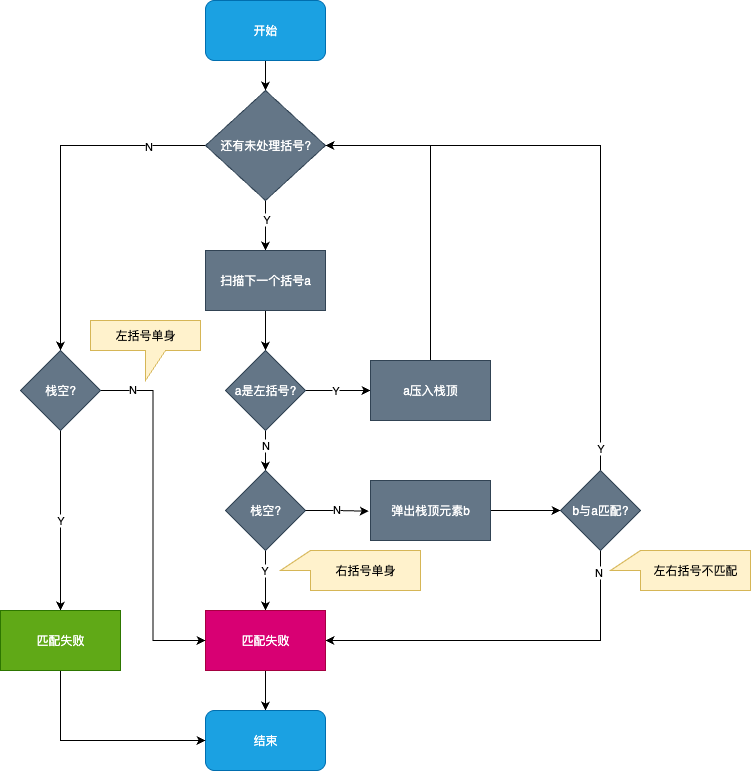 开始
还有未处理括号?
N
Y
扫描下一个括号a
左括号单身
栈空?
N
a是左括号?
Y
a压入栈顶
N
Y
栈空?
N
弹出栈顶元素b
b与a匹配?
Y
Y
右括号单身
N
左右括号不匹配
匹配失败
匹配失败
结束